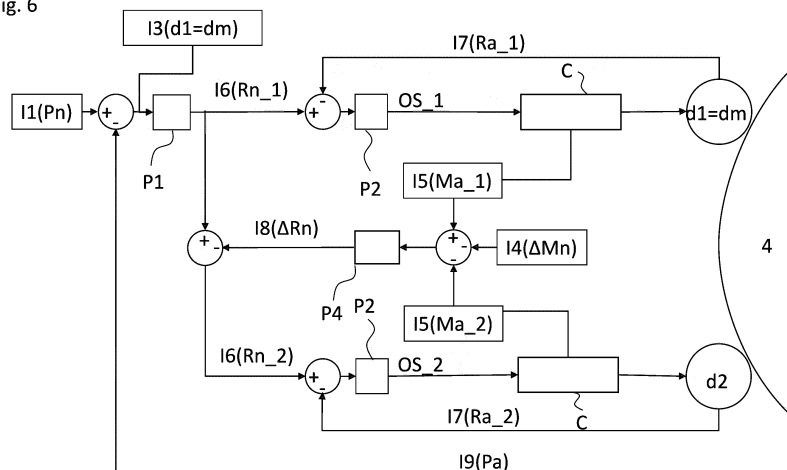 ig. 6
I3(d1=dm)
I7(Ra_1)
C
I1(Pn)
+
-
I6(Rn_1)
-
+
OS_1
d1=dm
P1
P2
I5(Ma_1)
I8(ΔRn)
+
-
+
-
-
I4(ΔMn)
4
P4
P2
I5(Ma_2)
I6(Rn_2)
+
-
OS_2
d2
I7(Ra_2)
C
I9(Pa)